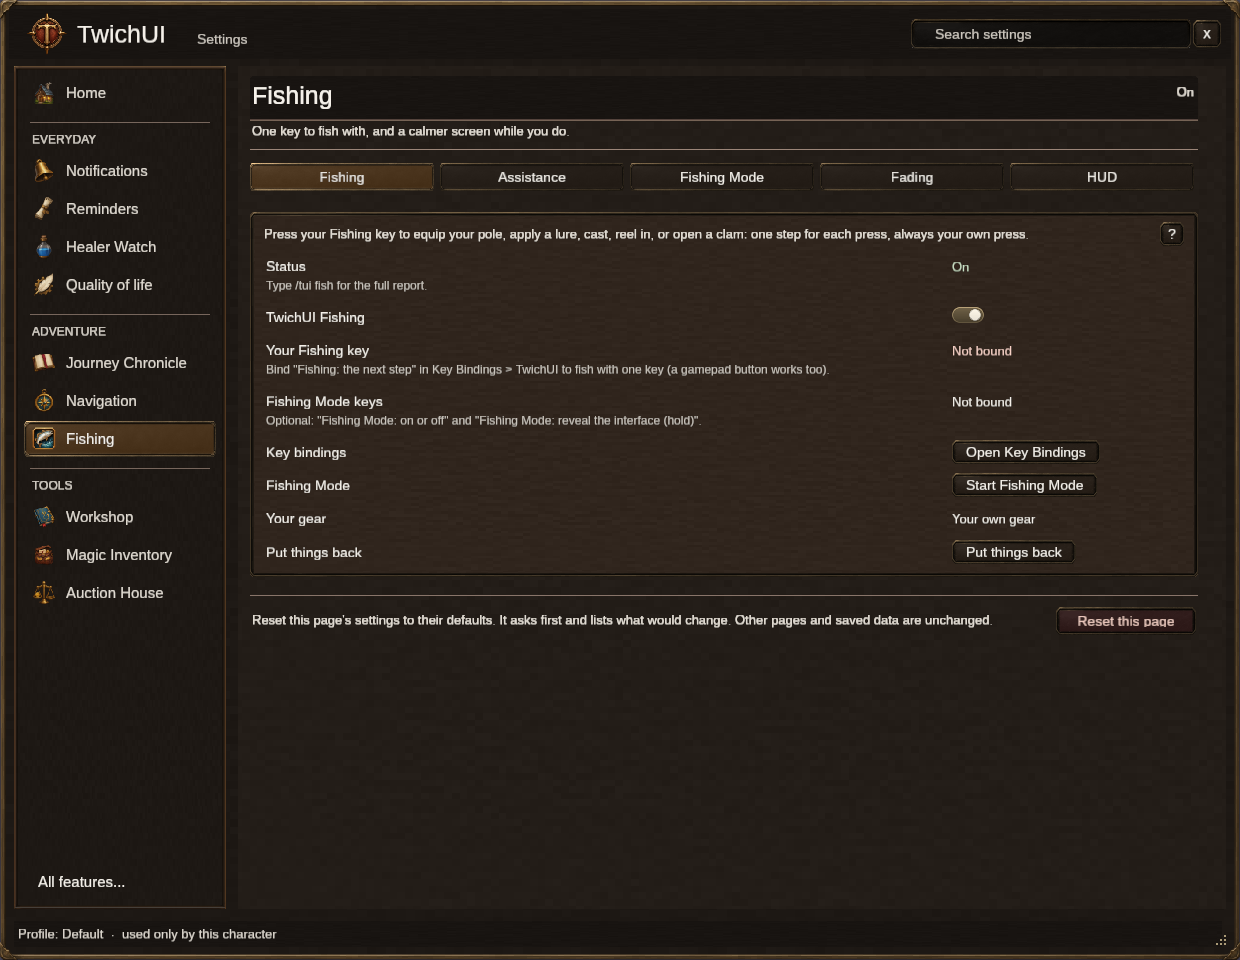 TwichUI
Settings
Search settings
X
Home
EVERYDAY
Notifications
Reminders
Healer Watch
Quality of life
ADVENTURE
Journey Chronicle
Navigation
Fishing
TOOLS
Workshop
Magic Inventory
Auction House
All features...
Fishing
On
One key to fish with, and a calmer screen while you do.
Fishing
Assistance
Fishing Mode
Fading
HUD
Press your Fishing key to equip your pole, apply a lure, cast, reel in, or open a clam: one step for each press, always your own press.
?
Status
On
Type /tui fish for the full report.
TwichUI Fishing
Your Fishing key
Not bound
Bind "Fishing: the next step" in Key Bindings > TwichUI to fish with one key (a gamepad button works too).
Fishing Mode keys
Not bound
Optional: "Fishing Mode: on or off" and "Fishing Mode: reveal the interface (hold)".
Key bindings
Open Key Bindings
Fishing Mode
Start Fishing Mode
Your gear
Your own gear
Put things back
Put things back
Reset this page's settings to their defaults. It asks first and lists what would change. Other pages and saved data are unchanged.
Reset this page
Profile: Default · used only by this character